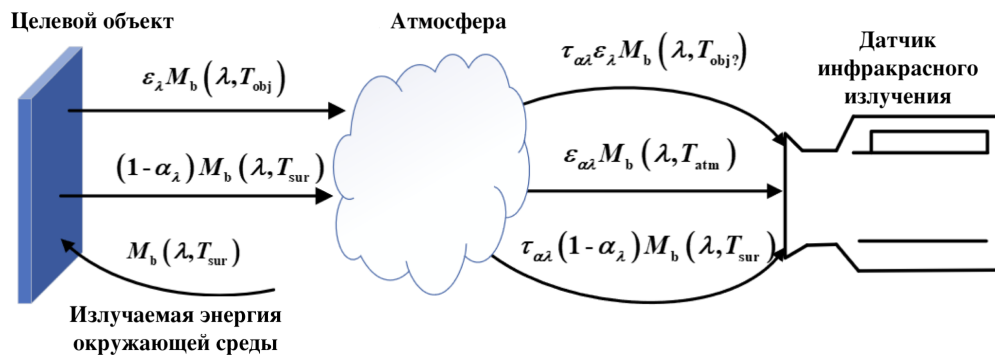 Целевой объект
Атмосфера
Датчик
инфракрасного
излучения
ε_λ M_b (λ, T_obj)
τ_αλ ε_λ M_b (λ, T_obj?)
(1-α_λ) M_b (λ, T_sur)
ε_αλ M_b (λ, T_atm)
M_b (λ, T_sur)
τ_αλ (1-α_λ) M_b (λ, T_sur)
Излучаемая энергия
окружающей среды